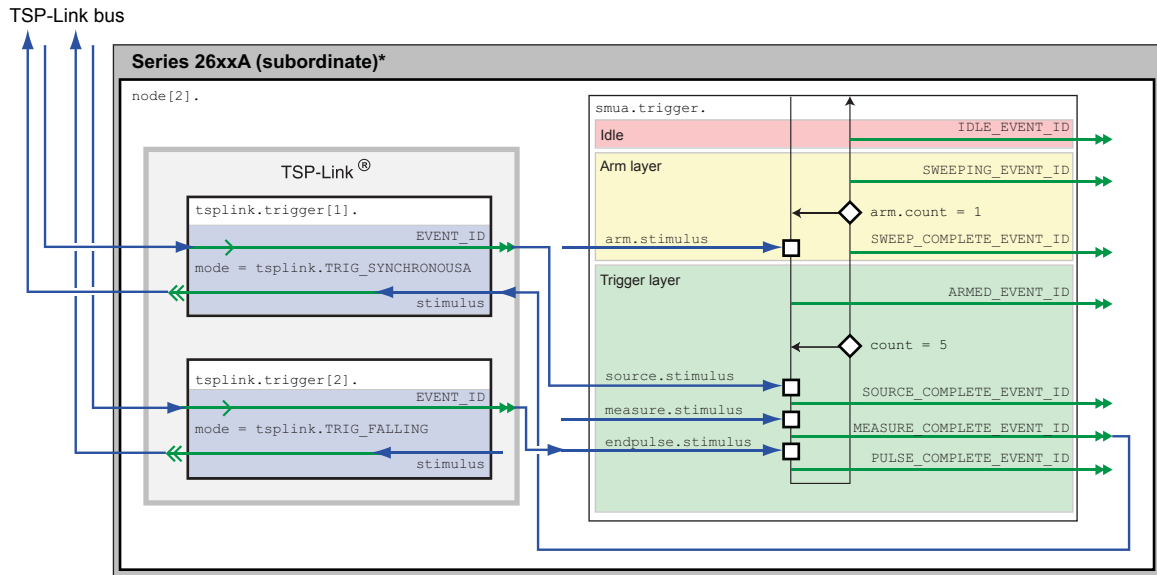 TSP-Link bus
Series 26xxA (subordinate)*
node[2].
TSP-Link ®
tsplink.trigger[1].
EVENT_ID
mode = tsplink.TRIG_SYNCHRONOUSA
stimulus
tsplink.trigger[2].
EVENT_ID
mode = tsplink.TRIG_FALLING
stimulus
smua.trigger.
Idle
IDLE_EVENT_ID
Arm layer
SWEEPING_EVENT_ID
arm.count = 1
arm.stimulus
SWEEP_COMPLETE_EVENT_ID
Trigger layer
ARMED_EVENT_ID
count = 5
source.stimulus
SOURCE_COMPLETE_EVENT_ID
measure.stimulus
MEASURE_COMPLETE_EVENT_ID
endpulse.stimulus
PULSE_COMPLETE_EVENT_ID